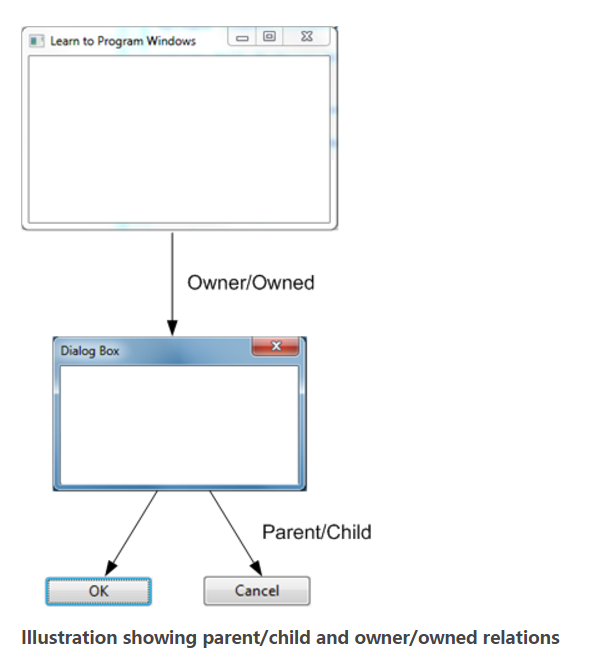 Learn to Program Windows
Owner/Owned
Dialog Box
Parent/Child
OK
Cancel
Illustration showing parent/child and owner/owned relations